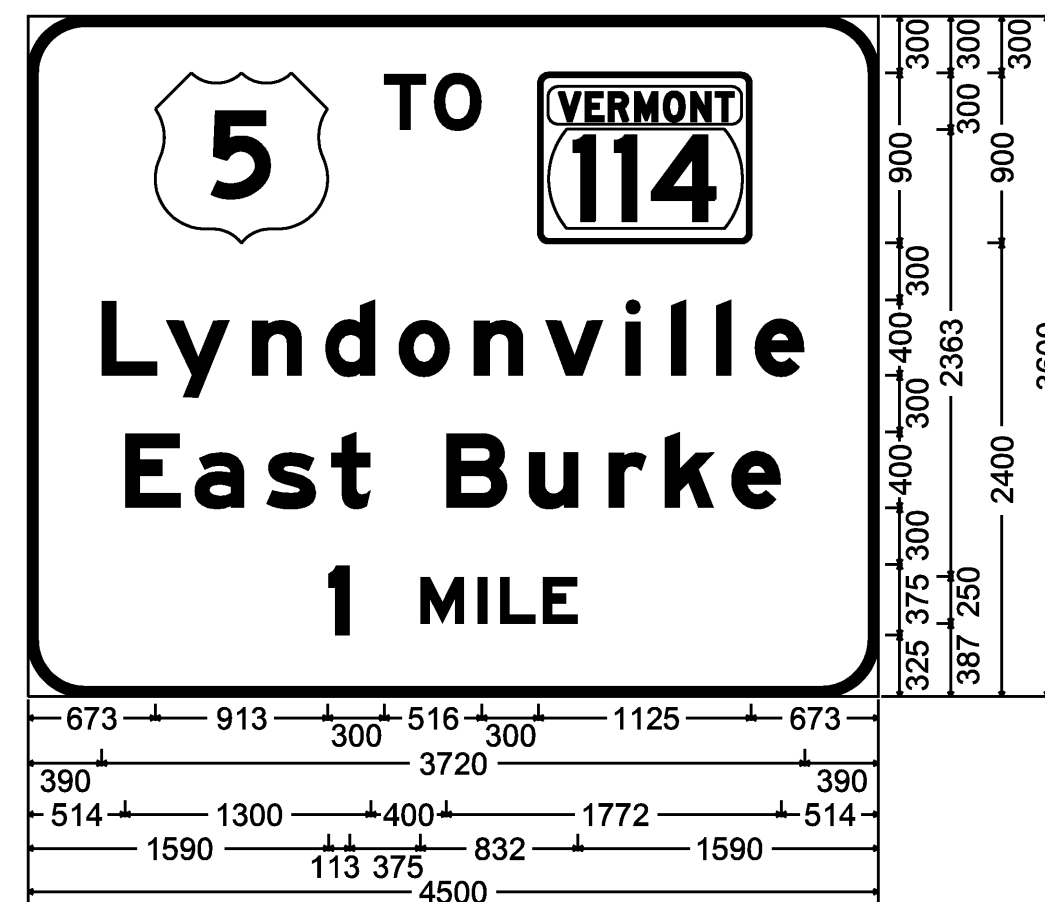 5 TO VERMONT 114
Lyndonville
East Burke
1 MILE
673 913 300 516 300 1125 673
390 3720 390
514 1300 400 1772 514
1590 113 375 832 1590
4500
300 900 300 400 300 400 300 375 325
300 300 2363 250 387
300 900 2400